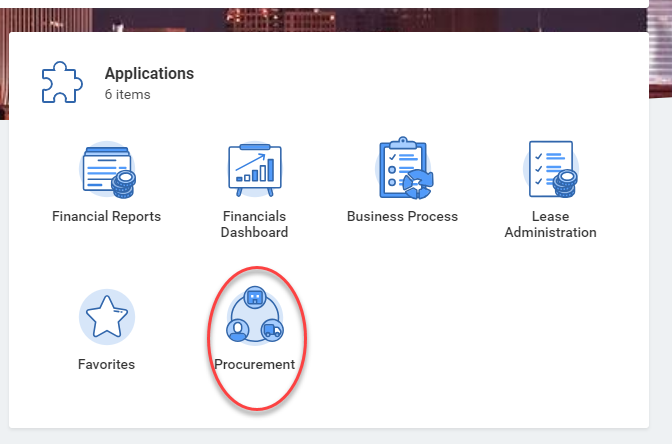 Applications
6 items
Financial Reports
Financials
Dashboard
Business Process
Lease
Administration
Favorites
Procurement